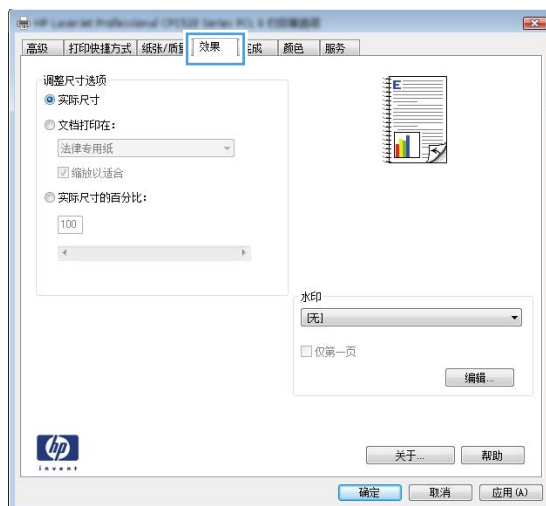 高级 打印快捷方式 纸张/质 效果 成 颜色 服务
调整尺寸选项
实际尺寸
文档打印在:
法律专用纸
缩放以适合
实际尺寸的百分比:
100
E
水印
[无]
仅第一页
编辑...
hp
invent
关于... 帮助
确定 取消 应用(A)